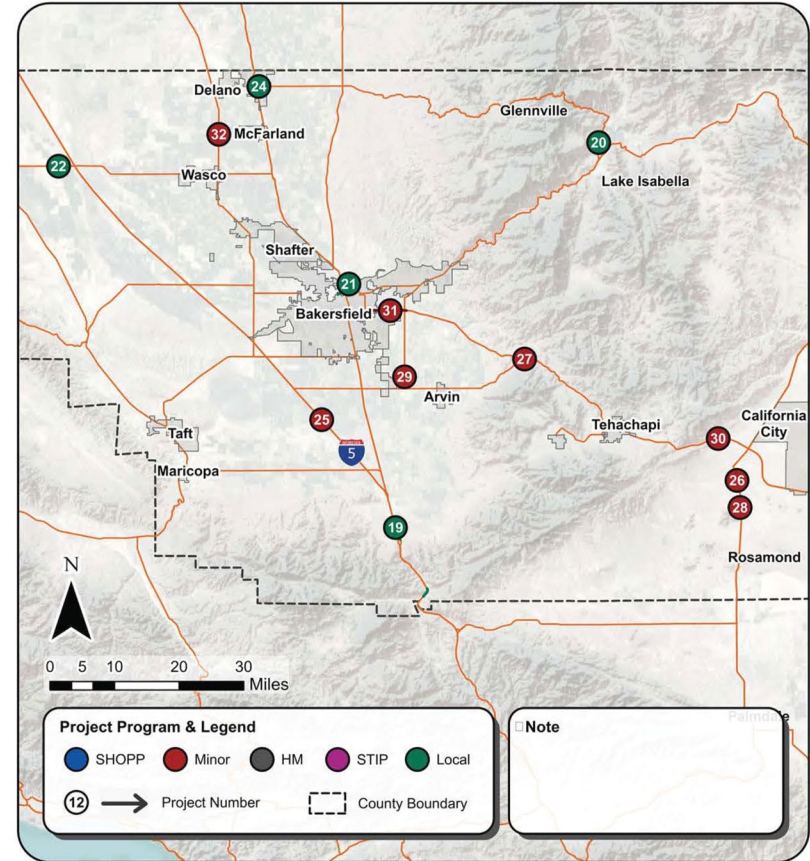 Delano 24
Glennville
32 McFarland
20
22
Wasco
Lake Isabella
Shafter
21
Bakersfield 31
27
29
Arvin
California
City
25
Tehachapi
Taft
30
5
Maricopa
26
28
19
Rosamond
N
0 5 10 20 30
Miles
Palmdale
Project Program & Legend
SHOPP Minor HM STIP Local
12 Project Number County Boundary
Note